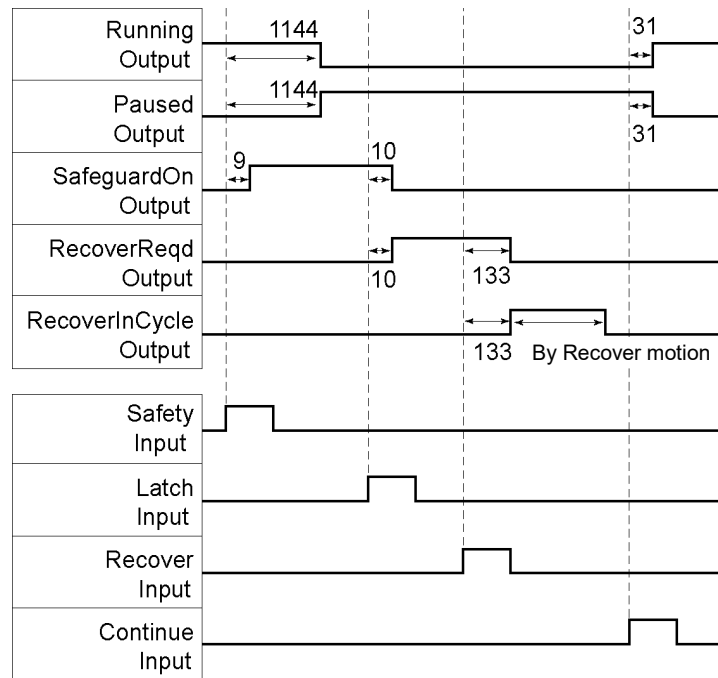 Running
Output
1144
31
Paused
Output
1144
31
SafeguardOn
Output
9
10
RecoverReqd
Output
10
133
RecoverInCycle
Output
133
By Recover motion
Safety
Input
Latch
Input
Recover
Input
Continue
Input